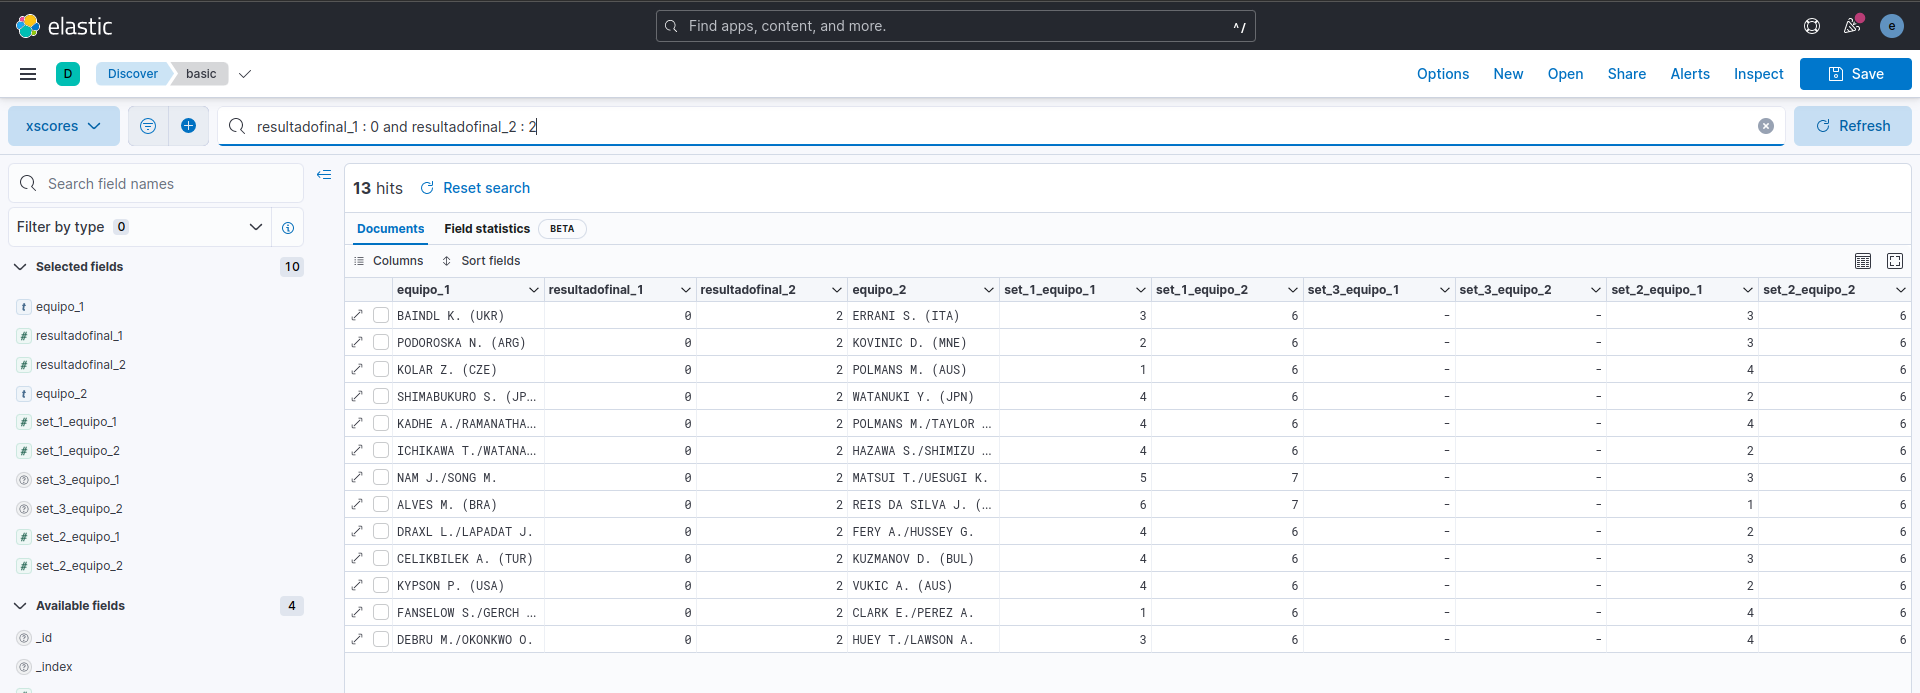 elastic
Find apps, content, and more.
^/
e
D
Discover
basic
Options
New
Open
Share
Alerts
Inspect
Save
xscores
resultadofinal_1 : 0 and resultadofinal_2 : 2
Refresh
Search field names
Filter by type 0
Selected fields 10
t equipo_1
# resultadofinal_1
# resultadofinal_2
t equipo_2
# set_1_equipo_1
# set_1_equipo_2
set_3_equipo_1
set_3_equipo_2
# set_2_equipo_1
# set_2_equipo_2
Available fields 4
_id
_index
13 hits Reset search
Documents Field statistics BETA
Columns Sort fields
equipo_1 resultadofinal_1 resultadofinal_2 equipo_2 set_1_equipo_1 set_1_equipo_2 set_3_equipo_1 set_3_equipo_2 set_2_equipo_1 set_2_equipo_2
BAINDL K. (UKR) 0 2 ERRANI S. (ITA) 3 6 - - 3 6
PODOROSKA N. (ARG) 0 2 KOVINIC D. (MNE) 2 6 - - 3 6
KOLAR Z. (CZE) 0 2 POLMANS M. (AUS) 1 6 - - 4 6
SHIMABUKURO S. (JP... 0 2 WATANUKI Y. (JPN) 4 6 - - 2 6
KADHE A./RAMANATHA... 0 2 POLMANS M./TAYLOR ... 4 6 - - 4 6
ICHIKAWA T./WATANA... 0 2 HAZAWA S./SHIMIZU ... 4 6 - - 2 6
NAM J./SONG M. 0 2 MATSUI T./UESUGI K. 5 7 - - 3 6
ALVES M. (BRA) 0 2 REIS DA SILVA J. (... 6 7 - - 1 6
DRAXL L./LAPADAT J. 0 2 FERY A./HUSSEY G. 4 6 - - 2 6
CELIKBILEK A. (TUR) 0 2 KUZMANOV D. (BUL) 4 6 - - 3 6
KYPSON P. (USA) 0 2 VUKIC A. (AUS) 4 6 - - 2 6
FANSELOW S./GERCH ... 0 2 CLARK E./PEREZ A. 1 6 - - 4 6
DEBRU M./OKONKWO O. 0 2 HUEY T./LAWSON A. 3 6 - - 4 6